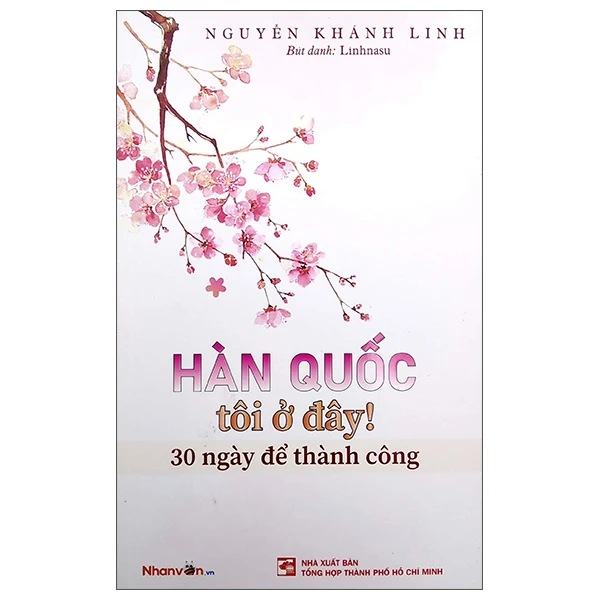 NGUYỄN KHÁNH LINH
Bút danh: Linhnasu
HÀN QUỐC
tôi ở đây!
30 ngày để thành công
Nhanvăn.vn
NHÀ XUẤT BẢN
TỔNG HỢP THÀNH PHỐ HỒ CHÍ MINH